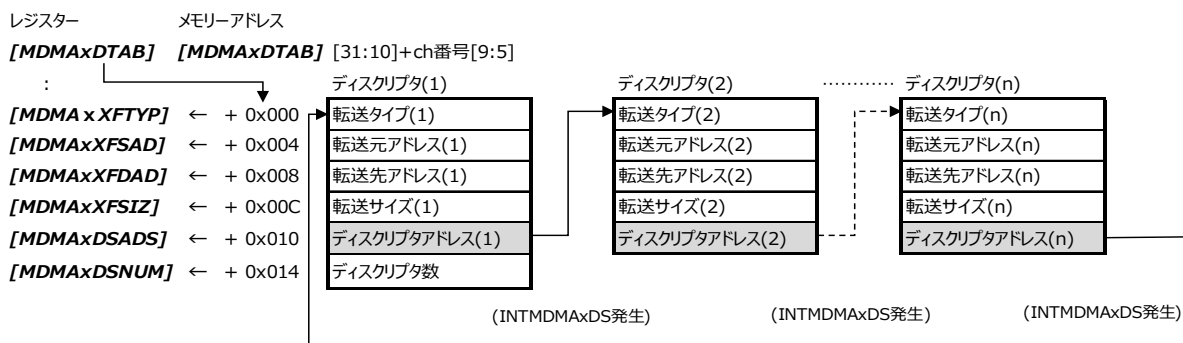 レジスター メモリーアドレス
[MDMAxDTAB] [MDMAxDTAB] [31:10]+ch番号[9:5]
: ディスクリプタ(1) ディスクリプタ(2) ………… ディスクリプタ(n)
[MDMAxXFTYP] ← + 0x000 転送タイプ(1) 転送タイプ(2) 転送タイプ(n)
[MDMAxXFSAD] ← + 0x004 転送元アドレス(1) 転送元アドレス(2) 転送元アドレス(n)
[MDMAxXFDAD] ← + 0x008 転送先アドレス(1) 転送先アドレス(2) 転送先アドレス(n)
[MDMAxXFSIZ] ← + 0x00C 転送サイズ(1) 転送サイズ(2) 転送サイズ(n)
[MDMAxDSADS] ← + 0x010 ディスクリプタアドレス(1) ディスクリプタアドレス(2) ディスクリプタアドレス(n)
[MDMAxDSNUM] ← + 0x014 ディスクリプタ数
(INTMDMAxDS発生) (INTMDMAxDS発生) (INTMDMAxDS発生)